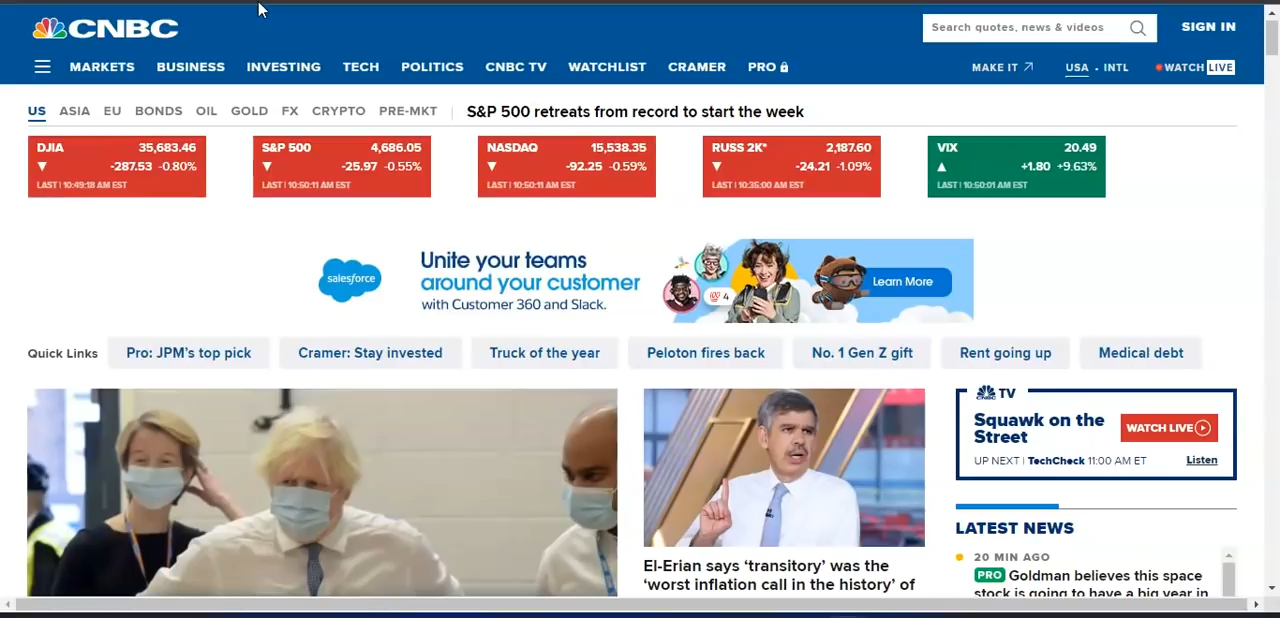 CNBC
Search quotes, news & videos
SIGN IN
MARKETS BUSINESS INVESTING TECH POLITICS CNBC TV WATCHLIST CRAMER PRO
MAKE IT USA • INTL WATCH LIVE
US ASIA EU BONDS OIL GOLD FX CRYPTO PRE-MKT
S&P 500 retreats from record to start the week
DJIA 35,683.46
-287.53 -0.80%
LAST | 10:49:18 AM EST
S&P 500 4,686.05
-25.97 -0.55%
LAST | 10:50:11 AM EST
NASDAQ 15,538.35
-92.25 -0.59%
LAST | 10:50:11 AM EST
RUSS 2K* 2,187.60
-24.21 -1.09%
LAST | 10:35:00 AM EST
VIX 20.49
+1.80 +9.63%
LAST | 10:50:01 AM EST
salesforce
Unite your teams
around your customer
with Customer 360 and Slack.
4
Learn More
Quick Links
Pro: JPM's top pick
Cramer: Stay invested
Truck of the year
Peloton fires back
No. 1 Gen Z gift
Rent going up
Medical debt
El-Erian says ‘transitory’ was the
‘worst inflation call in the history’ of
CNBC TV
Squawk on the
Street
WATCH LIVE
UP NEXT | TechCheck 11:00 AM ET
Listen
LATEST NEWS
20 MIN AGO
PRO Goldman believes this space
stock is going to have a big year in